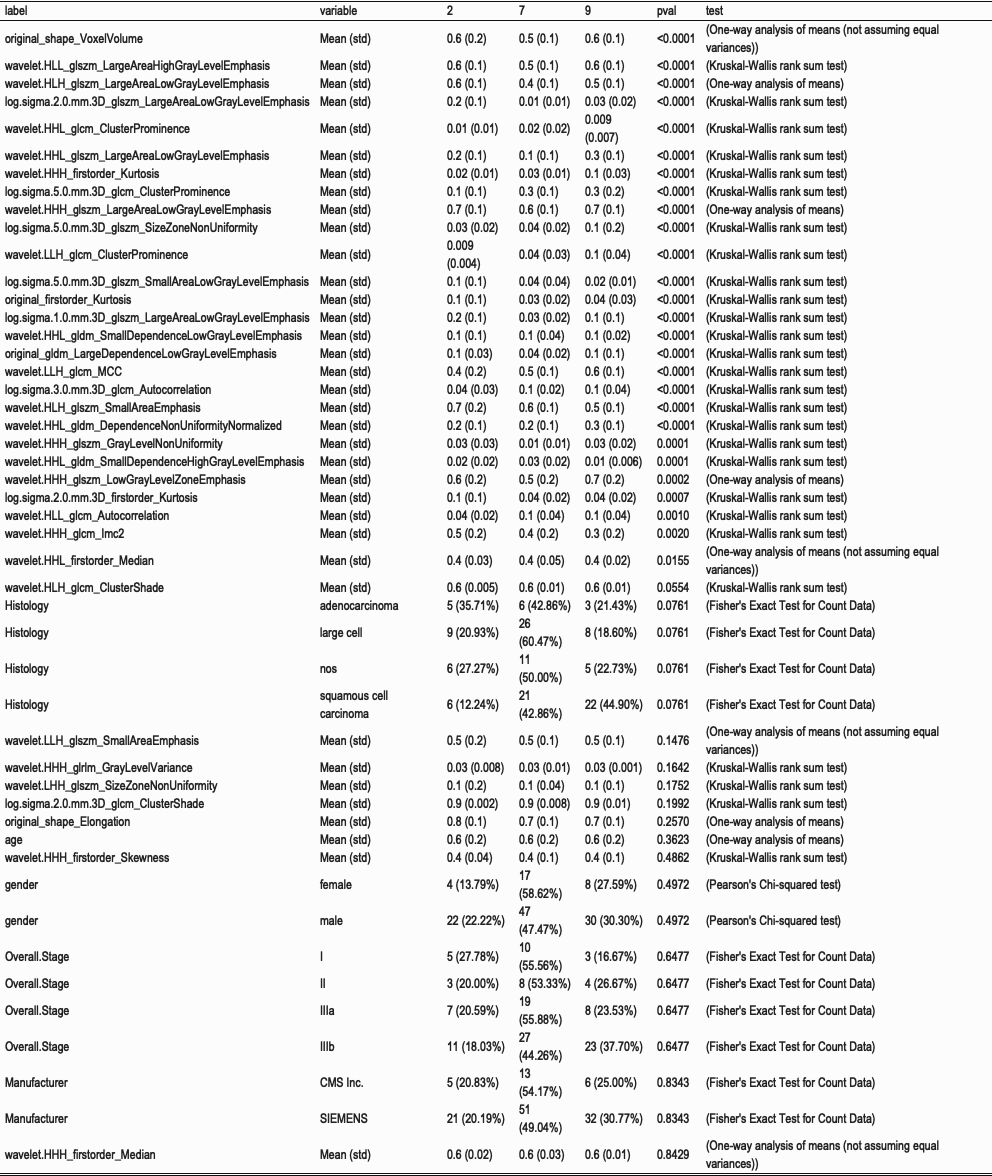 label variable 2 7 9 pval test
original_shape_VoxelVolume Mean (std) 0.6 (0.2) 0.5 (0.1) 0.6 (0.1) <0.0001 (One-way analysis of means (not assuming equal
variances))
wavelet.HLL_glszm_LargeAreaHighGrayLevelEmphasis Mean (std) 0.6 (0.1) 0.5 (0.1) 0.6 (0.1) <0.0001 (Kruskal-Wallis rank sum test)
wavelet.HLH_glszm_LargeAreaLowGrayLevelEmphasis Mean (std) 0.6 (0.1) 0.4 (0.1) 0.5 (0.1) <0.0001 (One-way analysis of means)
log.sigma.2.0.mm.3D_glszm_LargeAreaLowGrayLevelEmphasis Mean (std) 0.2 (0.1) 0.01 (0.01) 0.03 (0.02) <0.0001 (Kruskal-Wallis rank sum test)
wavelet.HHL_glcm_ClusterProminence Mean (std) 0.01 (0.01) 0.02 (0.02) 0.009
(0.007) <0.0001 (Kruskal-Wallis rank sum test)
wavelet.HHL_glszm_LargeAreaLowGrayLevelEmphasis Mean (std) 0.2 (0.1) 0.1 (0.1) 0.3 (0.1) <0.0001 (Kruskal-Wallis rank sum test)
wavelet.HHH_firstorder_Kurtosis Mean (std) 0.02 (0.01) 0.03 (0.01) 0.1 (0.03) <0.0001 (Kruskal-Wallis rank sum test)
log.sigma.5.0.mm.3D_glcm_ClusterProminence Mean (std) 0.1 (0.1) 0.3 (0.1) 0.3 (0.2) <0.0001 (Kruskal-Wallis rank sum test)
wavelet.HHH_glszm_LargeAreaLowGrayLevelEmphasis Mean (std) 0.7 (0.1) 0.6 (0.1) 0.7 (0.1) <0.0001 (One-way analysis of means)
log.sigma.5.0.mm.3D_glszm_SizeZoneNonUniformity Mean (std) 0.03 (0.02) 0.04 (0.02) 0.1 (0.2) <0.0001 (Kruskal-Wallis rank sum test)
wavelet.LLH_glcm_ClusterProminence Mean (std) 0.009
(0.004) 0.04 (0.03) 0.1 (0.04) <0.0001 (Kruskal-Wallis rank sum test)
log.sigma.5.0.mm.3D_glszm_SmallAreaLowGrayLevelEmphasis Mean (std) 0.1 (0.1) 0.04 (0.04) 0.02 (0.01) <0.0001 (Kruskal-Wallis rank sum test)
original_firstorder_Kurtosis Mean (std) 0.1 (0.1) 0.03 (0.02) 0.04 (0.03) <0.0001 (Kruskal-Wallis rank sum test)
log.sigma.1.0.mm.3D_glszm_LargeAreaLowGrayLevelEmphasis Mean (std) 0.2 (0.1) 0.03 (0.02) 0.1 (0.1) <0.0001 (Kruskal-Wallis rank sum test)
wavelet.HHL_gldm_SmallDependenceLowGrayLevelEmphasis Mean (std) 0.1 (0.1) 0.1 (0.04) 0.1 (0.02) <0.0001 (Kruskal-Wallis rank sum test)
original_gldm_LargeDependenceLowGrayLevelEmphasis Mean (std) 0.1 (0.03) 0.04 (0.02) 0.1 (0.1) <0.0001 (Kruskal-Wallis rank sum test)
wavelet.LLH_glcm_MCC Mean (std) 0.4 (0.2) 0.5 (0.1) 0.6 (0.1) <0.0001 (Kruskal-Wallis rank sum test)
log.sigma.3.0.mm.3D_glcm_Autocorrelation Mean (std) 0.04 (0.03) 0.1 (0.02) 0.1 (0.04) <0.0001 (Kruskal-Wallis rank sum test)
wavelet.HLH_glszm_SmallAreaEmphasis Mean (std) 0.7 (0.2) 0.6 (0.1) 0.5 (0.1) <0.0001 (Kruskal-Wallis rank sum test)
wavelet.HHL_gldm_DependenceNonUniformityNormalized Mean (std) 0.2 (0.1) 0.2 (0.1) 0.3 (0.1) <0.0001 (Kruskal-Wallis rank sum test)
wavelet.HHH_glszm_GrayLevelNonUniformity Mean (std) 0.03 (0.03) 0.01 (0.01) 0.03 (0.02) 0.0001 (Kruskal-Wallis rank sum test)
wavelet.HHL_gldm_SmallDependenceHighGrayLevelEmphasis Mean (std) 0.02 (0.02) 0.03 (0.02) 0.01 (0.006) 0.0001 (Kruskal-Wallis rank sum test)
wavelet.HHH_glszm_LowGrayLevelZoneEmphasis Mean (std) 0.6 (0.2) 0.5 (0.2) 0.7 (0.2) 0.0002 (One-way analysis of means)
log.sigma.2.0.mm.3D_firstorder_Kurtosis Mean (std) 0.1 (0.1) 0.04 (0.02) 0.04 (0.02) 0.0007 (Kruskal-Wallis rank sum test)
wavelet.HLL_glcm_Autocorrelation Mean (std) 0.04 (0.02) 0.1 (0.04) 0.1 (0.04) 0.0010 (Kruskal-Wallis rank sum test)
wavelet.HHH_glcm_Imc2 Mean (std) 0.5 (0.2) 0.4 (0.2) 0.3 (0.2) 0.0020 (Kruskal-Wallis rank sum test)
wavelet.HHL_firstorder_Median Mean (std) 0.4 (0.03) 0.4 (0.05) 0.4 (0.02) 0.0155 (One-way analysis of means (not assuming equal
variances))
wavelet.HLH_glcm_ClusterShade Mean (std) 0.6 (0.005) 0.6 (0.01) 0.6 (0.01) 0.0554 (Kruskal-Wallis rank sum test)
Histology adenocarcinoma 5 (35.71%) 6 (42.86%) 3 (21.43%) 0.0761 (Fisher's Exact Test for Count Data)
Histology large cell 9 (20.93%) 26
(60.47%) 8 (18.60%) 0.0761 (Fisher's Exact Test for Count Data)
Histology nos 6 (27.27%) 11
(50.00%) 5 (22.73%) 0.0761 (Fisher's Exact Test for Count Data)
Histology squamous cell
carcinoma 6 (12.24%) 21
(42.86%) 22 (44.90%) 0.0761 (Fisher's Exact Test for Count Data)
wavelet.LLH_glszm_SmallAreaEmphasis Mean (std) 0.5 (0.2) 0.5 (0.1) 0.5 (0.1) 0.1476 (One-way analysis of means (not assuming equal
variances))
wavelet.HHH_glrlm_GrayLevelVariance Mean (std) 0.03 (0.008) 0.03 (0.01) 0.03 (0.001) 0.1642 (Kruskal-Wallis rank sum test)
wavelet.LHH_glszm_SizeZoneNonUniformity Mean (std) 0.1 (0.2) 0.1 (0.04) 0.1 (0.1) 0.1752 (Kruskal-Wallis rank sum test)
log.sigma.2.0.mm.3D_glcm_ClusterShade Mean (std) 0.9 (0.002) 0.9 (0.008) 0.9 (0.01) 0.1992 (Kruskal-Wallis rank sum test)
original_shape_Elongation Mean (std) 0.8 (0.1) 0.7 (0.1) 0.7 (0.1) 0.2570 (One-way analysis of means)
age Mean (std) 0.6 (0.2) 0.6 (0.2) 0.6 (0.2) 0.3623 (One-way analysis of means)
wavelet.HHH_firstorder_Skewness Mean (std) 0.4 (0.04) 0.4 (0.1) 0.4 (0.1) 0.4862 (Kruskal-Wallis rank sum test)
gender female 4 (13.79%) 17
(58.62%) 8 (27.59%) 0.4972 (Pearson's Chi-squared test)
gender male 22 (22.22%) 47
(47.47%) 30 (30.30%) 0.4972 (Pearson's Chi-squared test)
Overall.Stage I 5 (27.78%) 10
(55.56%) 3 (16.67%) 0.6477 (Fisher's Exact Test for Count Data)
Overall.Stage II 3 (20.00%) 8 (53.33%) 4 (26.67%) 0.6477 (Fisher's Exact Test for Count Data)
Overall.Stage IIIa 7 (20.59%) 19
(55.88%) 8 (23.53%) 0.6477 (Fisher's Exact Test for Count Data)
Overall.Stage IIIb 11 (18.03%) 27
(44.26%) 23 (37.70%) 0.6477 (Fisher's Exact Test for Count Data)
Manufacturer CMS Inc. 5 (20.83%) 13
(54.17%) 6 (25.00%) 0.8343 (Fisher's Exact Test for Count Data)
Manufacturer SIEMENS 21 (20.19%) 51
(49.04%) 32 (30.77%) 0.8343 (Fisher's Exact Test for Count Data)
wavelet.HHH_firstorder_Median Mean (std) 0.6 (0.02) 0.6 (0.03) 0.6 (0.01) 0.8429 (One-way analysis of means (not assuming equal
variances))